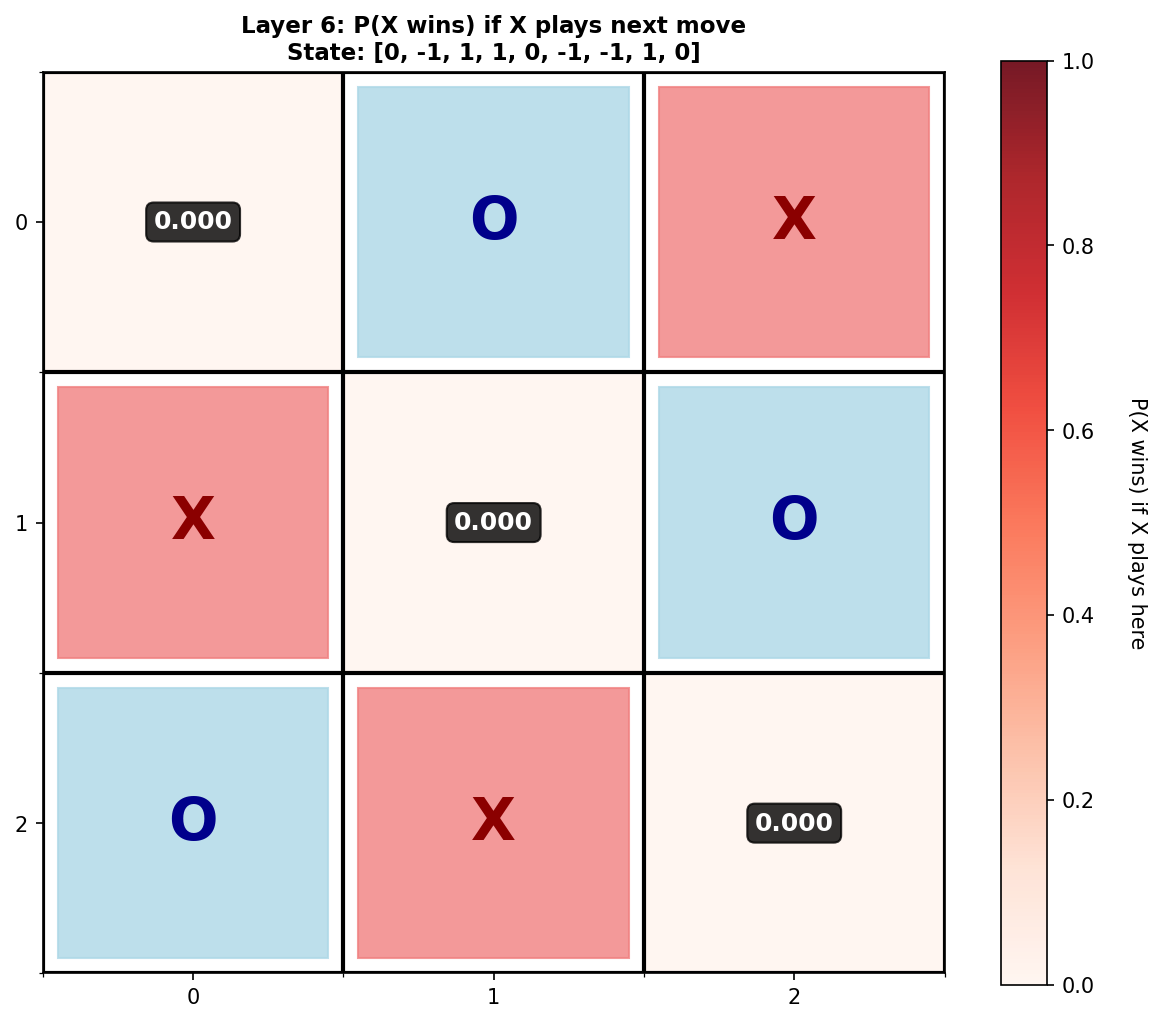 Layer 6: P(X wins) if X plays next move
State: [0, -1, 1, 1, 0, -1, -1, 1, 0]
0
0.000
O
X
1
X
0.000
O
2
O
X
0.000
0
1
2
1.0
0.8
0.6
0.4
0.2
0.0
P(X wins) if X plays here